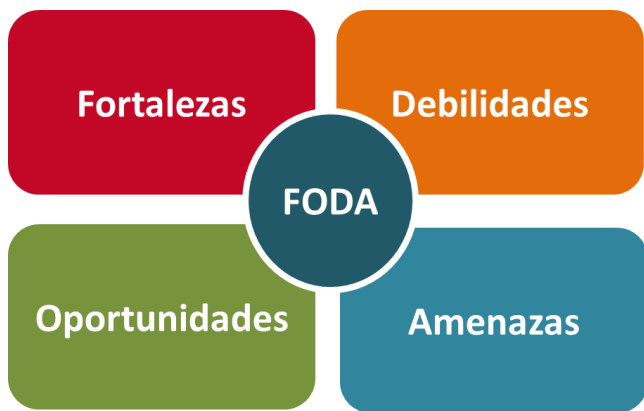 Fortalezas
Debilidades
FODA
Oportunidades
Amenazas